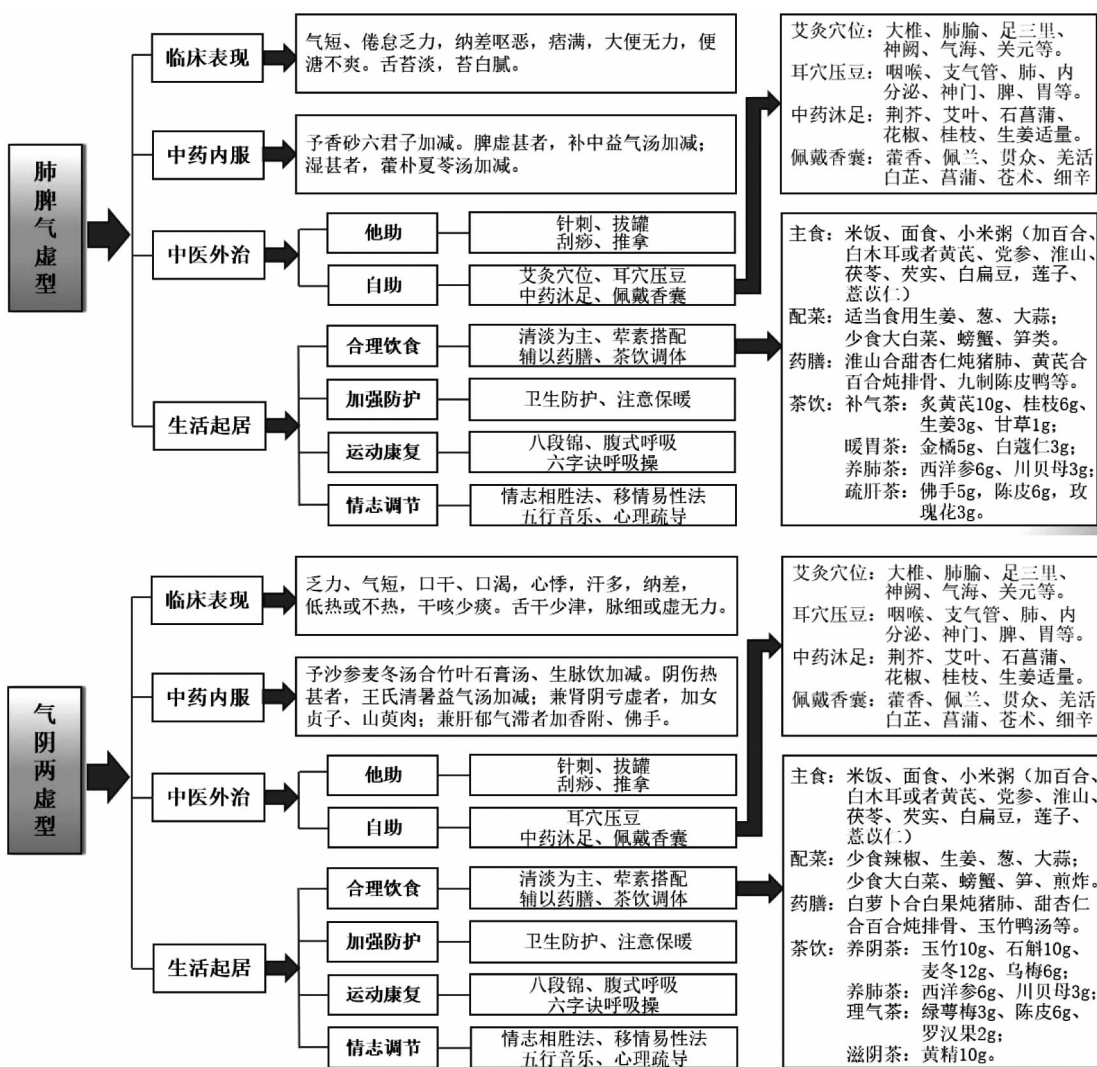 肺脾气虚型
临床表现
气短、倦怠乏力，纳差呕恶，痞满，大便无力，便
溏不爽。舌苔淡，苔白腻。
中药内服
予香砂六君子加减。脾虚甚者，补中益气汤加减；
湿甚者，藿朴夏苓汤加减。
中医外治
他助
针刺、拔罐
刮痧、推拿
自助
艾灸穴位、耳穴压豆
中药沐足、佩戴香囊
艾灸穴位：大椎、肺腧、足三里、
神阙、气海、关元等。
耳穴压豆：咽喉、支气管、肺、内
分泌、神门、脾、胃等。
中药沐足：荆芥、艾叶、石菖蒲、
花椒、桂枝、生姜适量。
佩戴香囊：藿香、佩兰、贯众、羌活
白芷、菖蒲、苍术、细辛
生活起居
合理饮食
清淡为主、荤素搭配
辅以药膳、茶饮调体
加强防护
卫生防护、注意保暖
运动康复
八段锦、腹式呼吸
六字诀呼吸操
情志调节
情志相胜法、移情易性法
五行音乐、心理疏导
主食：米饭、面食、小米粥（加百合、
白木耳或者黄芪、党参、淮山、
茯苓、芡实、白扁豆，莲子、
薏苡仁）
配菜：适当食用生姜、葱、大蒜；
少食大白菜、螃蟹、笋类。
药膳：淮山合甜杏仁炖猪肺、黄芪合
百合炖排骨、九制陈皮鸭等。
茶饮：补气茶：炙黄芪10g、桂枝6g、
生姜3g、甘草1g；
暖胃茶：金橘5g、白蔻仁3g；
养肺茶：西洋参6g、川贝母3g；
疏肝茶：佛手5g，陈皮6g，玫
瑰花3g。
气阴两虚型
临床表现
乏力、气短，口干、口渴，心悸，汗多，纳差，
低热或不热，干咳少痰。舌干少津，脉细或虚无力。
中药内服
予沙参麦冬汤合竹叶石膏汤、生脉饮加减。阴伤热
甚者，王氏清暑益气汤加减；兼肾阴亏虚者，加女
贞子、山萸肉；兼肝郁气滞者加香附、佛手。
中医外治
他助
针刺、拔罐
刮痧、推拿
自助
耳穴压豆
中药沐足、佩戴香囊
艾灸穴位：大椎、肺腧、足三里、
神阙、气海、关元等。
耳穴压豆：咽喉、支气管、肺、内
分泌、神门、脾、胃等。
中药沐足：荆芥、艾叶、石菖蒲、
花椒、桂枝、生姜适量。
佩戴香囊：藿香、佩兰、贯众、羌活
白芷、菖蒲、苍术、细辛
生活起居
合理饮食
清淡为主、荤素搭配
辅以药膳、茶饮调体
加强防护
卫生防护、注意保暖
运动康复
八段锦、腹式呼吸
六字诀呼吸操
情志调节
情志相胜法、移情易性法
五行音乐、心理疏导
主食：米饭、面食、小米粥（加百合、
白木耳或者黄芪、党参、淮山、
茯苓、芡实、白扁豆，莲子、
薏苡仁）
配菜：少食辣椒、生姜、葱、大蒜；
少食大白菜、螃蟹、笋、煎炸。
药膳：白萝卜合白果炖猪肺、甜杏仁
合百合炖排骨、玉竹鸭汤等。
茶饮：养阴茶：玉竹10g、石斛10g、
麦冬12g、乌梅6g；
养肺茶：西洋参6g、川贝母3g；
理气茶：绿萼梅3g、陈皮6g、
罗汉果2g；
滋阴茶：黄精10g。